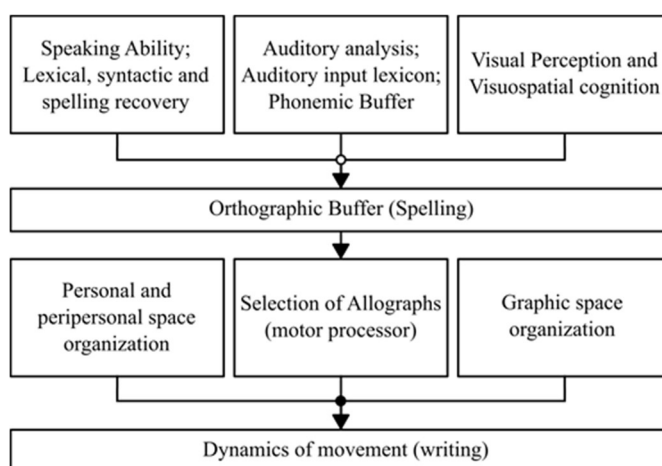 Speaking Ability;
Lexical, syntactic and
spelling recovery
Auditory analysis;
Auditory input lexicon;
Phonemic Buffer
Visual Perception and
Visuospatial cognition
Orthographic Buffer (Spelling)
Personal and
peripersonal space
organization
Selection of Allographs
(motor processor)
Graphic space
organization
Dynamics of movement (writing)